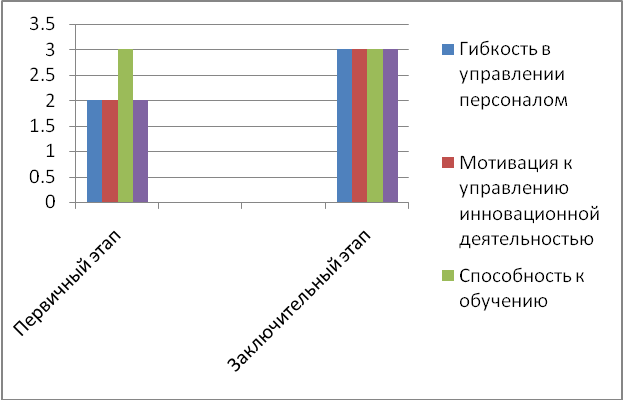 3.5
3
2.5
2
1.5
1
0.5
0
Первичный этап
Заключительный этап
Гибкость в
управлении
персоналом
Мотивация к
управлению
инновационной
деятельностью
Способность к
обучению